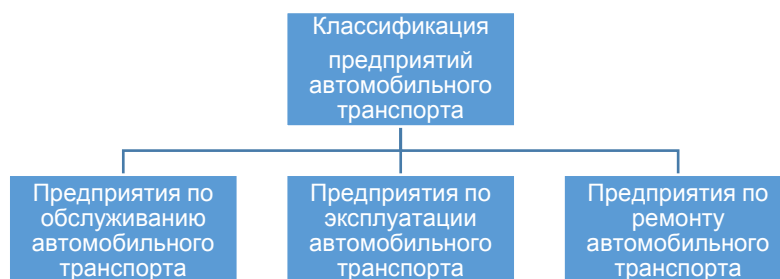 Классификация
предприятий
автомобильного
транспорта
Предприятия по
обслуживанию
автомобильного
транспорта
Предприятия по
эксплуатации
автомобильного
транспорта
Предприятия по
ремонту
автомобильного
транспорта